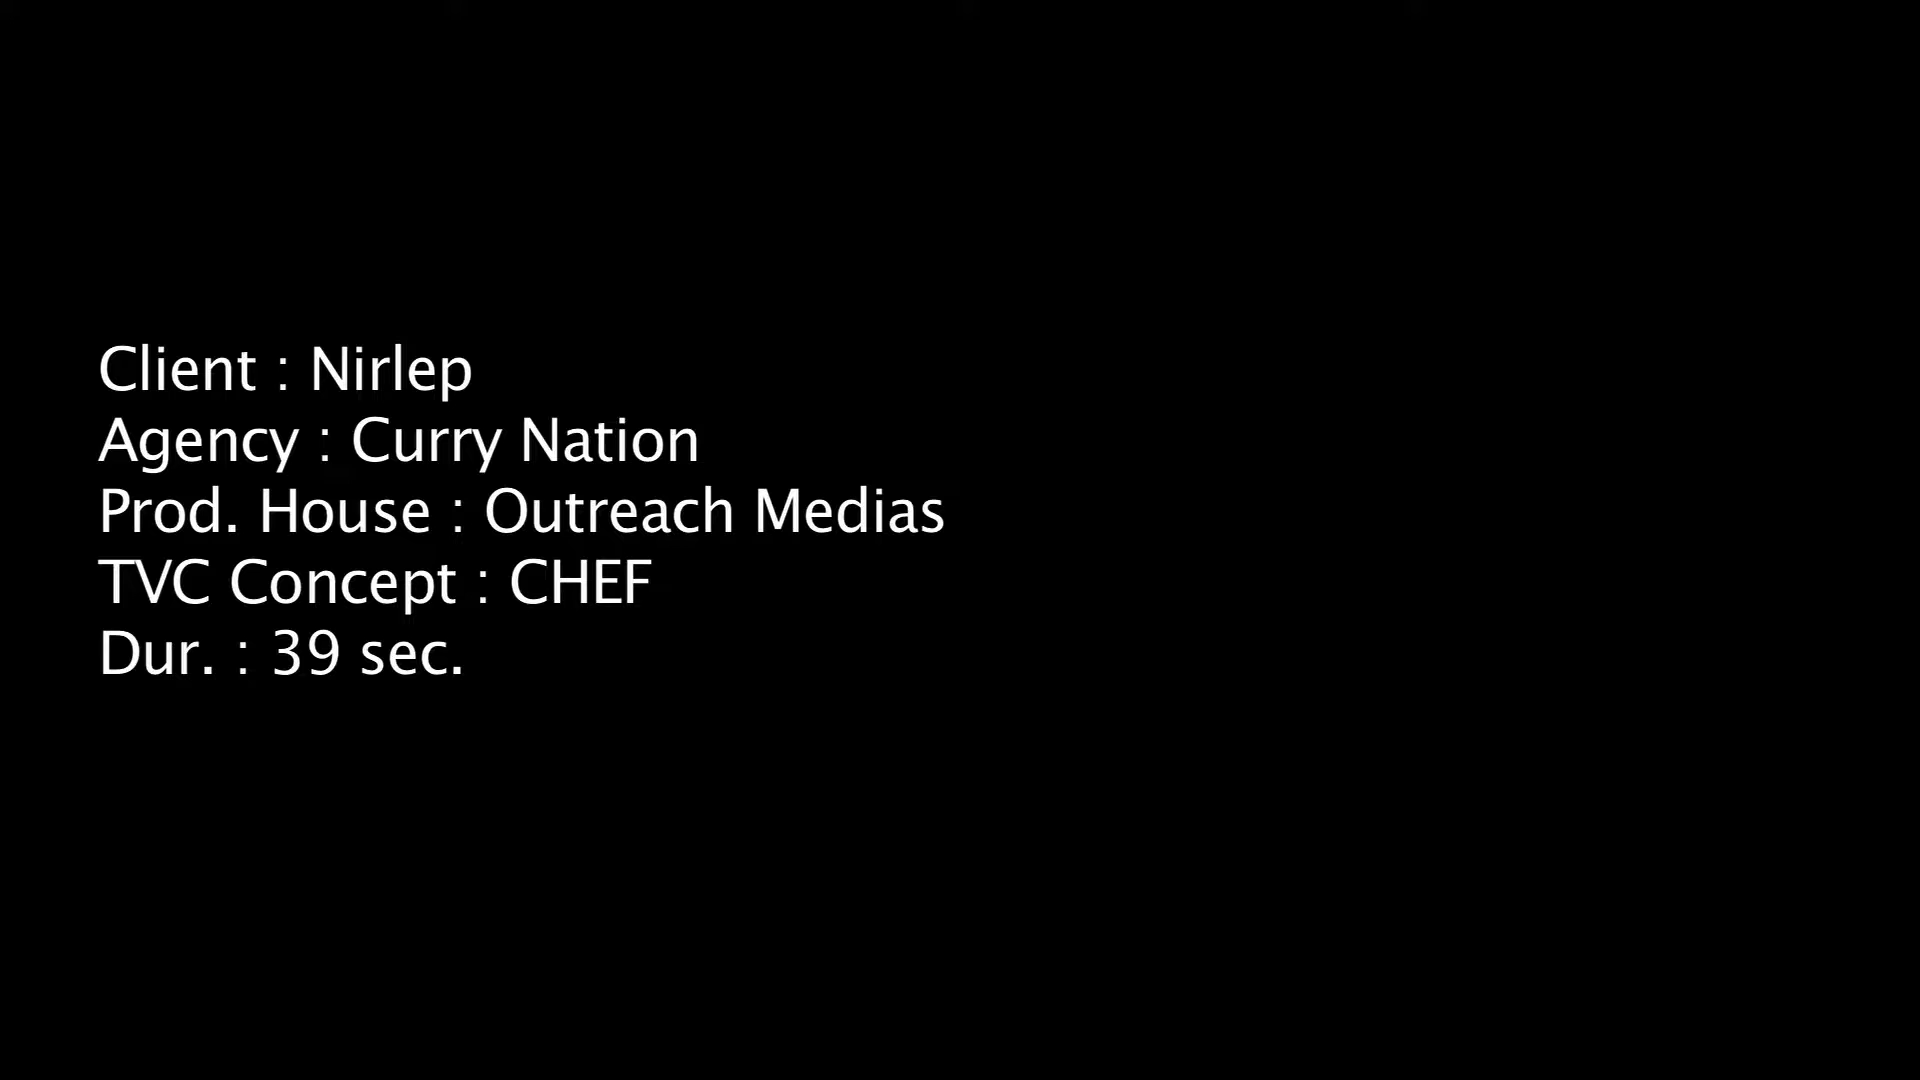 Client : Nirlep
Agency : Curry Nation
Prod. House : Outreach Medias
TVC Concept : CHEF
Dur. : 39 sec.